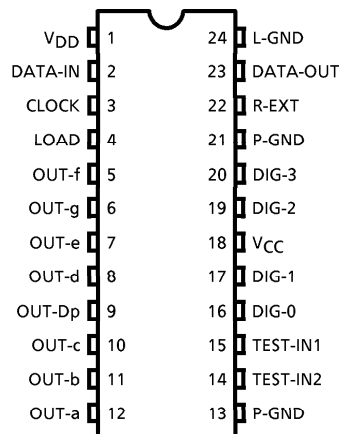 VDD 1 24 L-GND
DATA-IN 2 23 DATA-OUT
CLOCK 3 22 R-EXT
LOAD 4 21 P-GND
OUT-f 5 20 DIG-3
OUT-g 6 19 DIG-2
OUT-e 7 18 VCC
OUT-d 8 17 DIG-1
OUT-Dp 9 16 DIG-0
OUT-c 10 15 TEST-IN1
OUT-b 11 14 TEST-IN2
OUT-a 12 13 P-GND